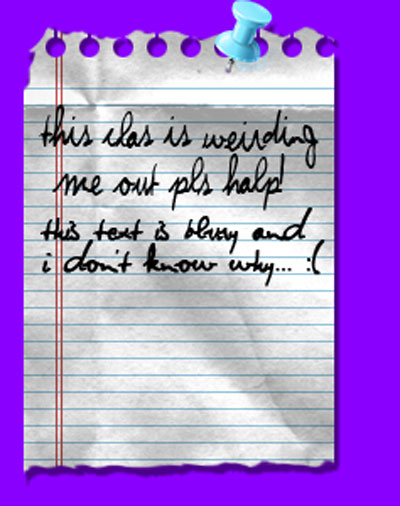 this clas is weirding
me out pls halp!
this text is blurry and
i don't know why... :(